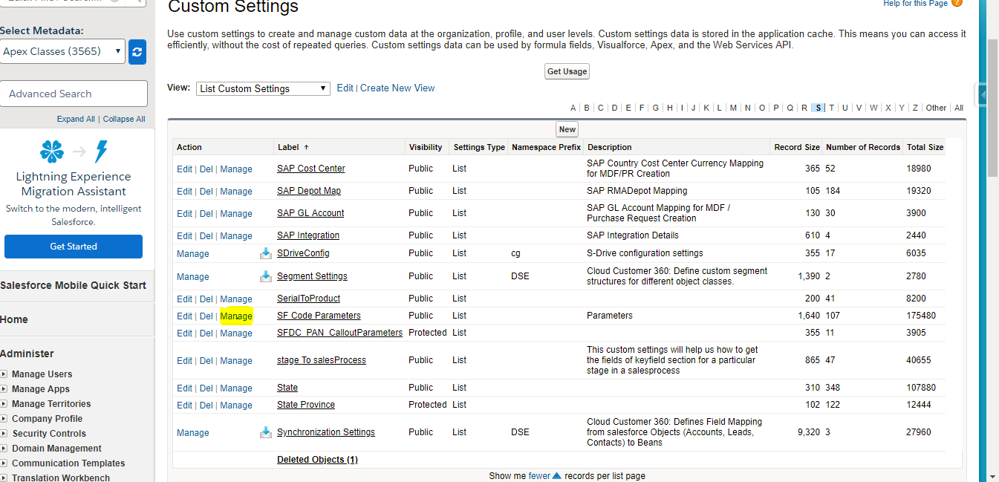 Custom Settings
Help for this Page
Use custom settings to create and manage custom data at the organization, profile, and user levels. Custom settings data is stored in the application cache. This means you can access it
efficiently, without the cost of repeated queries. Custom settings data can be used by formula fields, Visualforce, Apex, and the Web Services API.
Get Usage
View: List Custom Settings Edit | Create New View
A | B | C | D | E | F | G | H | I | J | K | L | M | N | O | P | Q | R | S | T | U | V | W | X | Y | Z | Other | All
New
Action Label ↑ Visibility Settings Type Namespace Prefix Description Record Size Number of Records Total Size
Edit | Del | Manage SAP Cost Center Public List SAP Country Cost Center Currency Mapping 365 52 18980
for MDF/PR Creation
Edit | Del | Manage SAP Depot Map Public List SAP RMADepot Mapping 105 184 19320
Edit | Del | Manage SAP GL Account Public List SAP GL Account Mapping for MDF / 130 30 3900
Purchase Request Creation
Edit | Del | Manage SAP Integration Public List SAP Integration Details 610 4 2440
Manage SDriveConfig Public List cg S-Drive configuration settings 355 17 6035
Manage Segment Settings Public List DSE Cloud Customer 360: Define custom segment 1,390 2 2780
structures for different object classes.
Edit | Del | Manage SerialToProduct Public List 200 41 8200
Edit | Del | Manage SF Code Parameters Public List Parameters 1,640 107 175480
Edit | Del | Manage SFDC_PAN_CalloutParameters Protected List 355 11 3905
Edit | Del | Manage stage To salesProcess Public List This custom settings will help us how to get 865 47 40655
the fields of keyfield section for a particular
stage in a salesprocess
Edit | Del | Manage State Public List 310 348 107880
Edit | Del | Manage State Province Protected List 102 122 12444
Manage Synchronization Settings Public List DSE Cloud Customer 360: Defines Field Mapping 9,320 3 27960
from salesforce Objects (Accounts, Leads,
Contacts) to Beans
Deleted Objects (1)
Show me fewer records per list page
Select Metadata:
Apex Classes (3565)
Advanced Search
Expand All | Collapse All
Lightning Experience
Migration Assistant
Switch to the modern, intelligent
Salesforce.
Get Started
Salesforce Mobile Quick Start
Home
Administer
Manage Users
Manage Apps
Manage Territories
Company Profile
Security Controls
Domain Management
Communication Templates
Translation Workbench